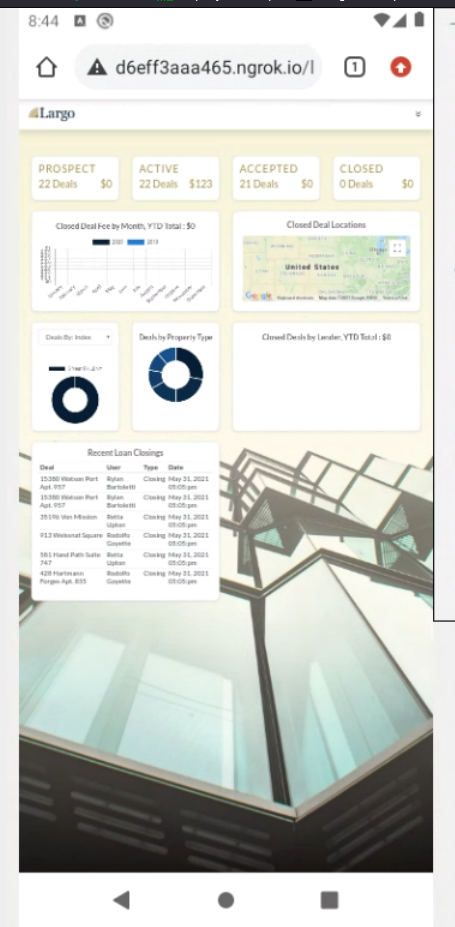 8:44
d6eff3aaa465.ngrok.io/l
1
Largo
PROSPECT
22 Deals $0
ACTIVE
22 Deals $123
ACCEPTED
21 Deals $0
CLOSED
0 Deals $0
Closed Deal Fee by Month, YTD Total : $0
2020 2019
Closed Deal Locations
United States
Google
Deals By: Index
Deals by Property Type
Closed Deals by Lender, YTD Total : $0
Recent Loan Closings
Deal User Type Date
15380 Watson Port Rylan Closing May 31, 2021
Apt. 957 Bartoletti 05:05:pm
15380 Watson Port Rylan Closing May 31, 2021
Apt. 957 Bartoletti 05:05:pm
35196 Von Mission Retta Closing May 31, 2021
Upton 05:05:pm
913 Weissnat Square Rodolfo Closing May 31, 2021
Goyette 05:05:pm
581 Hand Path Suite Retta Closing May 31, 2021
747 Upton 05:05:pm
428 Hartmann Rodolfo Closing May 31, 2021
Forges Apt. 855 Goyette 05:05:pm